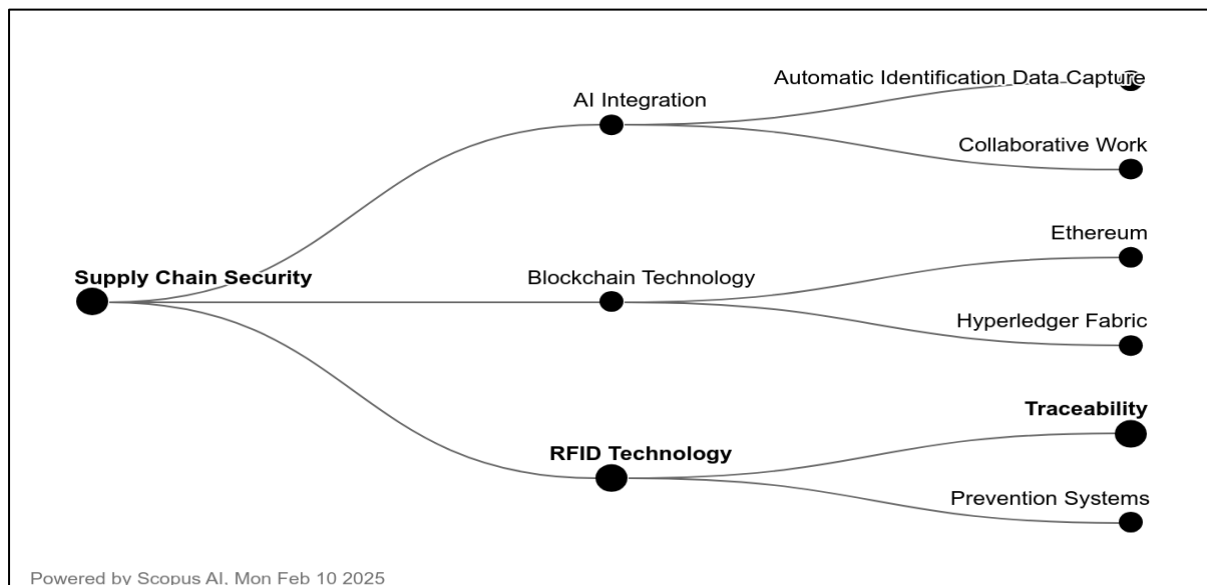 Automatic Identification Data Capture
AI Integration
Collaborative Work
Ethereum
Supply Chain Security
Blockchain Technology
Hyperledger Fabric
Traceability
RFID Technology
Prevention Systems
Powered by Scopus AI, Mon Feb 10 2025